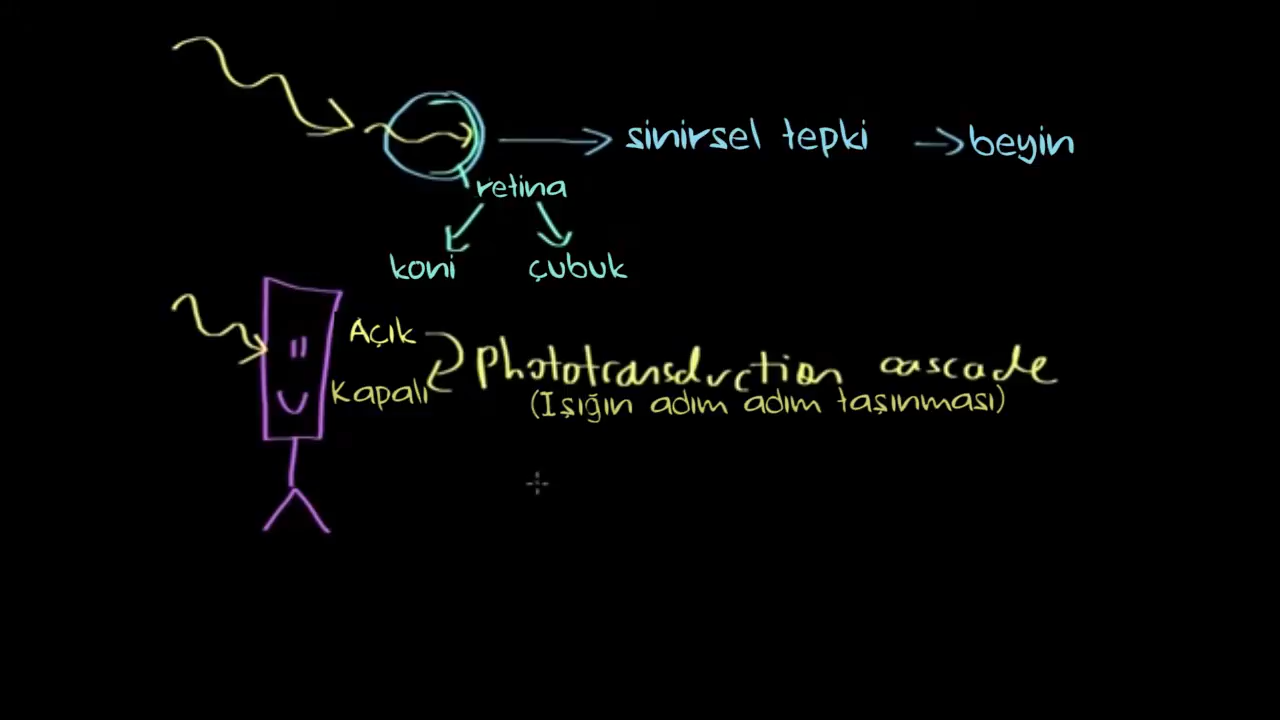 sinirsel tepki → beyin
retina
koni çubuk
Açık
Phototransduction cascade
Kapalı
(Işığın adım adım taşınması)